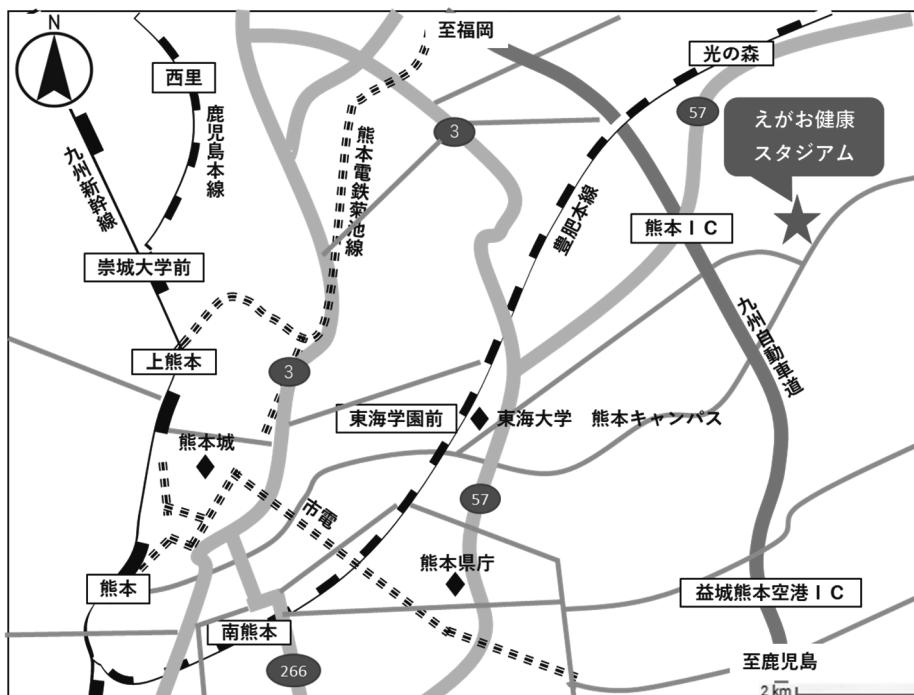 N
至福岡
光の森
西里
鹿児島本線
九州新幹線
熊本電鉄菊池線
3
57
えがお健康
スタジアム
豊肥本線
熊本IC
崇城大学前
九州自動車道
上熊本
3
東海学園前
東海大学 熊本キャンパス
熊本城
57
市電
熊本県庁
熊本
益城熊本空港IC
南熊本
至鹿児島
266
2km